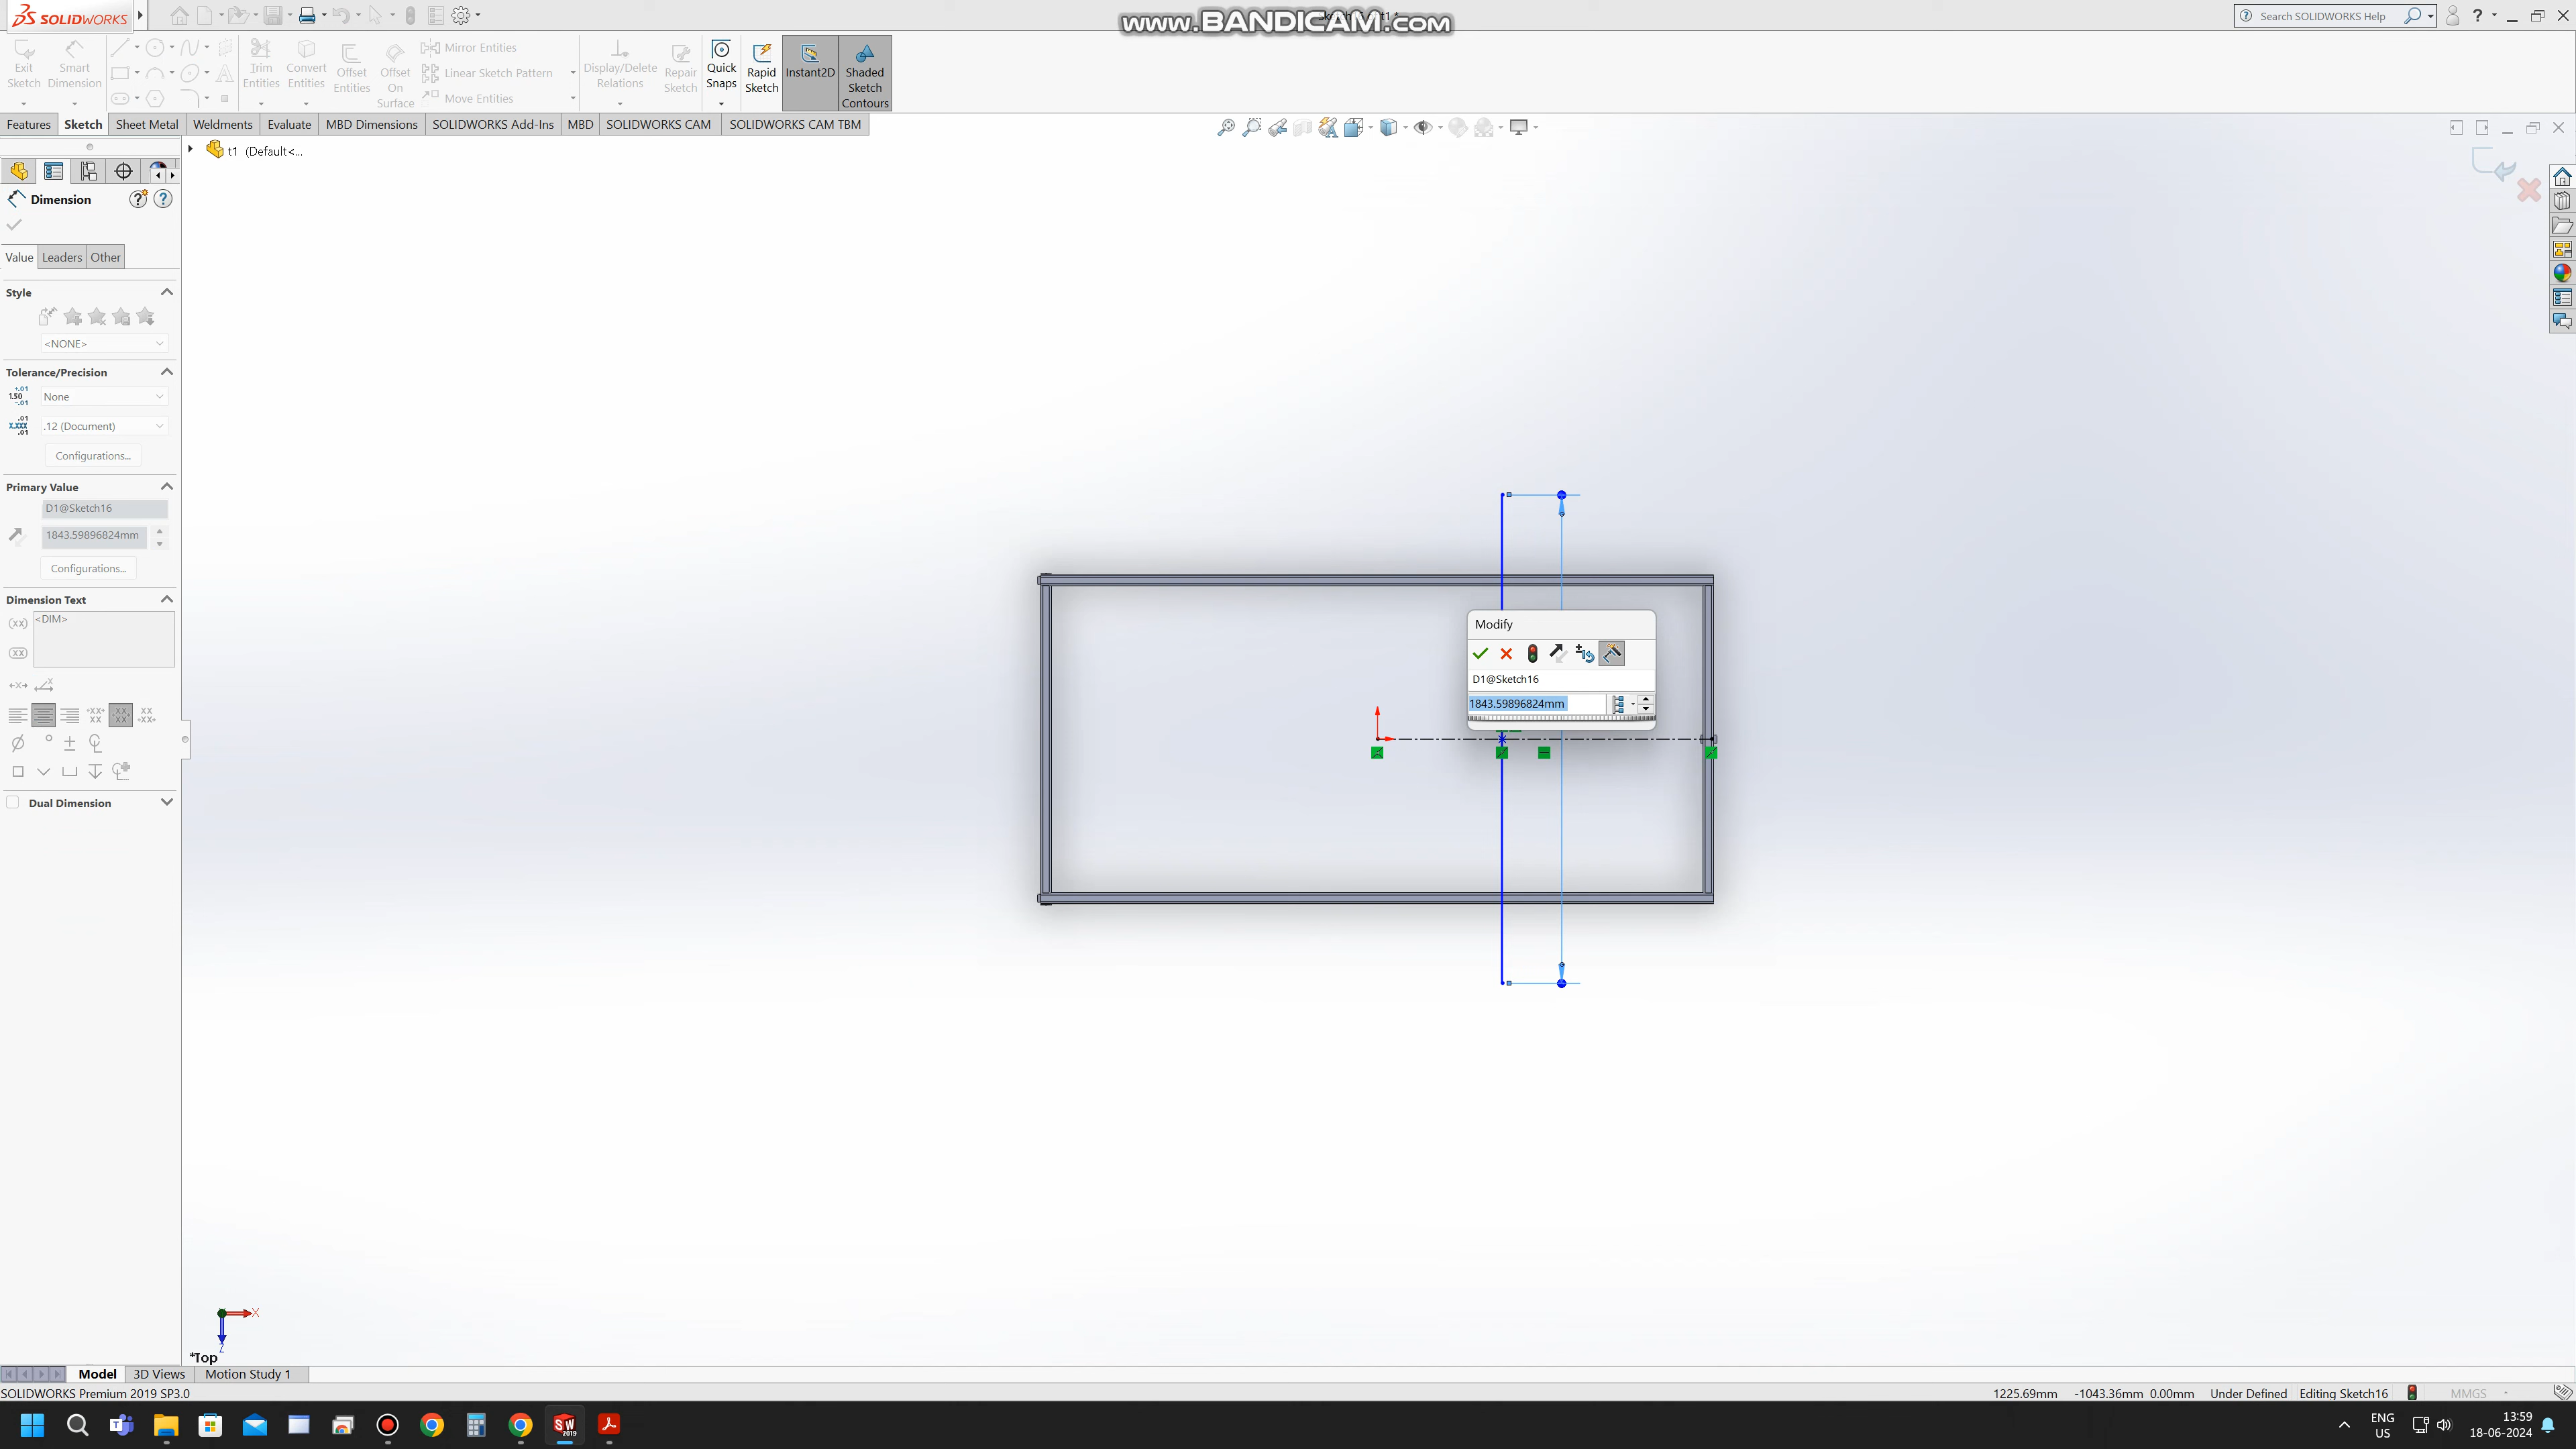 SOLIDWORKS
www.BANDICAM.com
Search SOLIDWORKS Help
Exit Sketch
Smart Dimension
Trim Entities
Convert Entities
Offset Entities
Offset On Surface
Mirror Entities
Linear Sketch Pattern
Move Entities
Display/Delete Relations
Repair Sketch
Quick Snaps
Rapid Sketch
Instant2D
Shaded Sketch Contours
Features
Sketch
Sheet Metal
Weldments
Evaluate
MBD Dimensions
SOLIDWORKS Add-Ins
MBD
SOLIDWORKS CAM
SOLIDWORKS CAM TBM
t1 (Default<...
Dimension
Value
Leaders
Other
Style
<NONE>
Tolerance/Precision
None
.12 (Document)
Configurations...
Primary Value
D1@Sketch16
1843.59896824mm
Configurations...
Dimension Text
<DIM>
Dual Dimension
Modify
D1@Sketch16
1843.59896824mm
X
Z
*Top
Model
3D Views
Motion Study 1
SOLIDWORKS Premium 2019 SP3.0
1225.69mm
-1043.36mm
0.00mm
Under Defined
Editing Sketch16
MMGS
ENG
US
13:59
18-06-2024